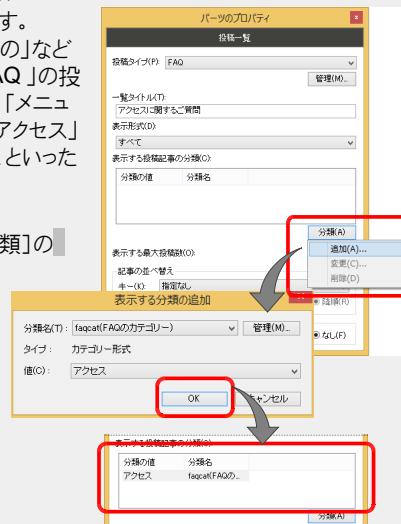 す。
の」など
AQ 」の投
「メニュ
アクセス」
といった
類]の
パーツのプロパティ
投稿一覧
投稿タイプ(P): FAQ
管理(M)...
一覧タイトル(T):
アクセスに関するご質問
表示形式(D):
すべて
表示する投稿記事の分類(C):
分類の値 分類名
分類(A)
追加(A)...
変更(C)...
削除(D)
表示する最大投稿数(O):
記事の並べ替え
キー(K): 指定なし
降順(R)
なし(F)
表示する分類の追加
分類名(T): faqcat(FAQのカテゴリー)
管理(M)...
タイプ: カテゴリー形式
値(C): アクセス
OK
キャンセル
表示する投稿記事の分類(C):
分類の値 分類名
アクセス faqcat(FAQの...
分類(A)